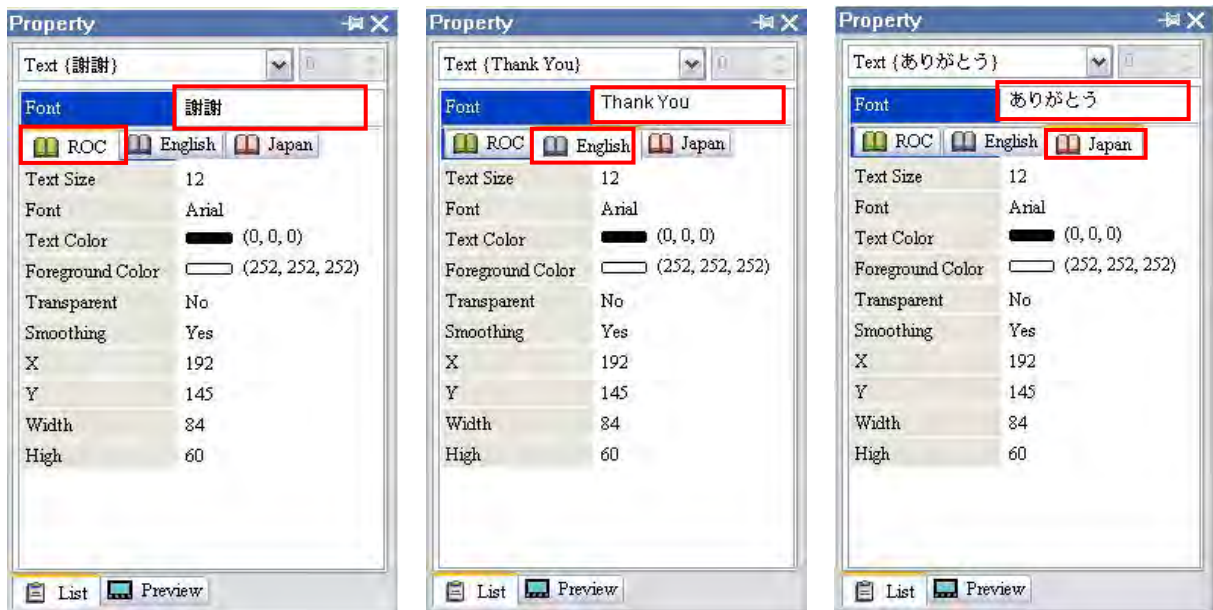 Property
Text {謝謝}
0
Font 謝謝
ROC English Japan
Text Size 12
Font Arial
Text Color (0, 0, 0)
Foreground Color (252, 252, 252)
Transparent No
Smoothing Yes
X 192
Y 145
Width 84
High 60
List Preview
Property
Text {Thank You}
0
Font Thank You
ROC English Japan
Text Size 12
Font Arial
Text Color (0, 0, 0)
Foreground Color (252, 252, 252)
Transparent No
Smoothing Yes
X 192
Y 145
Width 84
High 60
List Preview
Property
Text {ありがとう}
0
Font ありがとう
ROC English Japan
Text Size 12
Font Arial
Text Color (0, 0, 0)
Foreground Color (252, 252, 252)
Transparent No
Smoothing Yes
X 192
Y 145
Width 84
High 60
List Preview